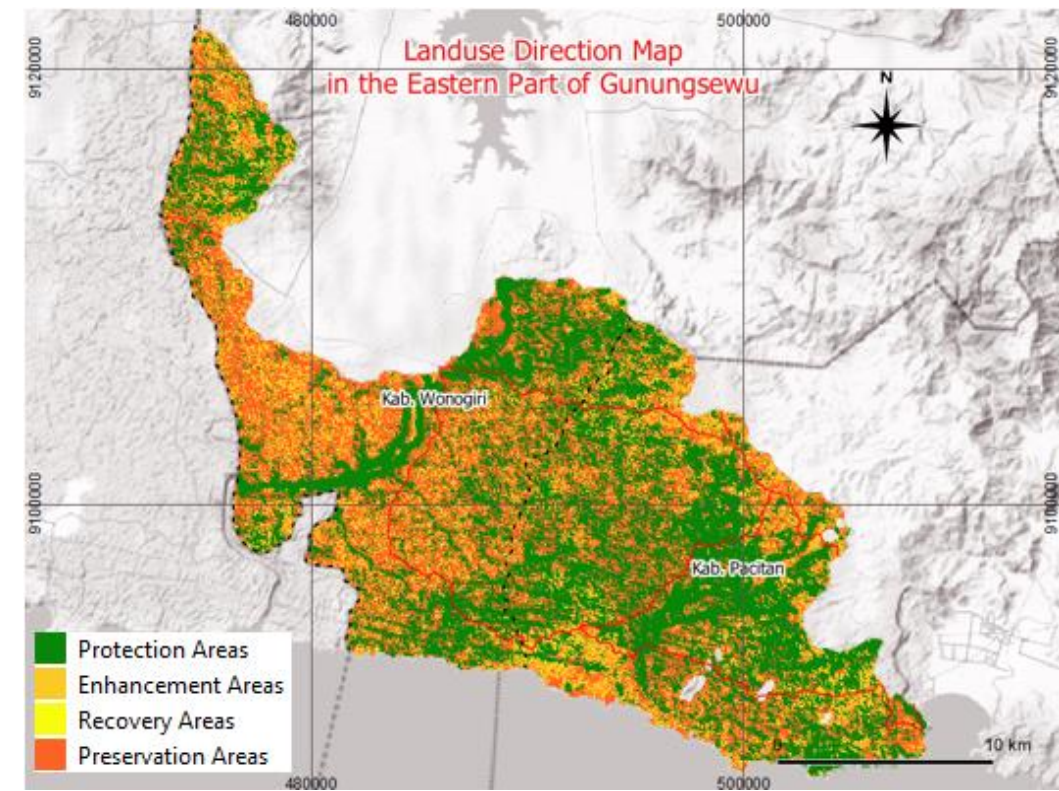 480000
500000
Landuse Direction Map
in the Eastern Part of Gunungsewu
9120000
9120000
N
Kab. Wonogiri
9100000
9100000
Kab. Pacitan
Protection Areas
Enhancement Areas
Recovery Areas
Preservation Areas
0
10 km
480000
500000